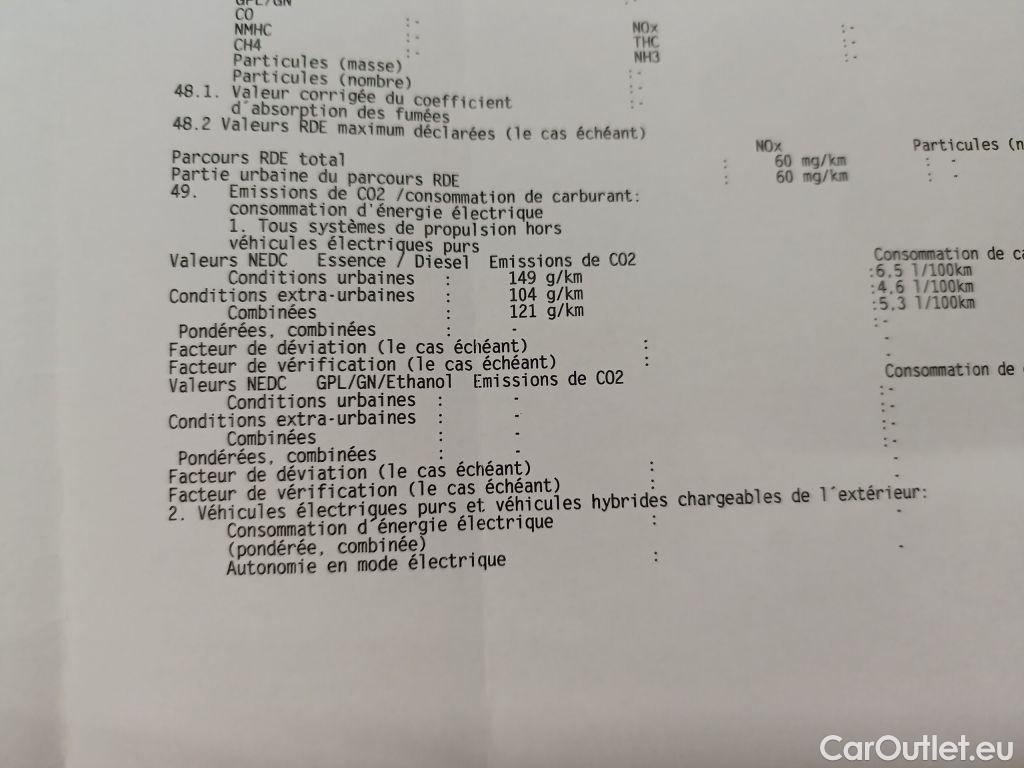 GPL/GN
CO :- NOx :-
NMHC :- THC :-
CH4 :- NH3 :-
Particules (masse) :-
Particules (nombre) :-
48.1. Valeur corrigée du coefficient :-
d'absorption des fumées
48.2 Valeurs RDE maximum déclarées (le cas échéant)
NOx Particules (n
Parcours RDE total : 60 mg/km : -
Partie urbaine du parcours RDE : 60 mg/km : -
49. Emissions de CO2 /consommation de carburant:
consommation d'énergie électrique
1. Tous systèmes de propulsion hors
véhicules électriques purs
Valeurs NEDC Essence / Diesel Emissions de CO2 Consommation de ca
Conditions urbaines : 149 g/km :6,5 l/100km
Conditions extra-urbaines : 104 g/km :4,6 l/100km
Combinées : 121 g/km :5,3 l/100km
Pondérées, combinées : - :-
Facteur de déviation (le cas échéant) : -
Facteur de vérification (le cas échéant) : -
Valeurs NEDC GPL/GN/Ethanol Emissions de CO2 Consommation de
Conditions urbaines : - :-
Conditions extra-urbaines : - :-
Combinées : - :-
Pondérées, combinées : - :-
Facteur de déviation (le cas échéant) : -
Facteur de vérification (le cas échéant) : -
2. Véhicules électriques purs et véhicules hybrides chargeables de l'extérieur:
Consommation d'énergie électrique : -
(pondérée, combinée)
Autonomie en mode électrique : -
CarOutlet.eu